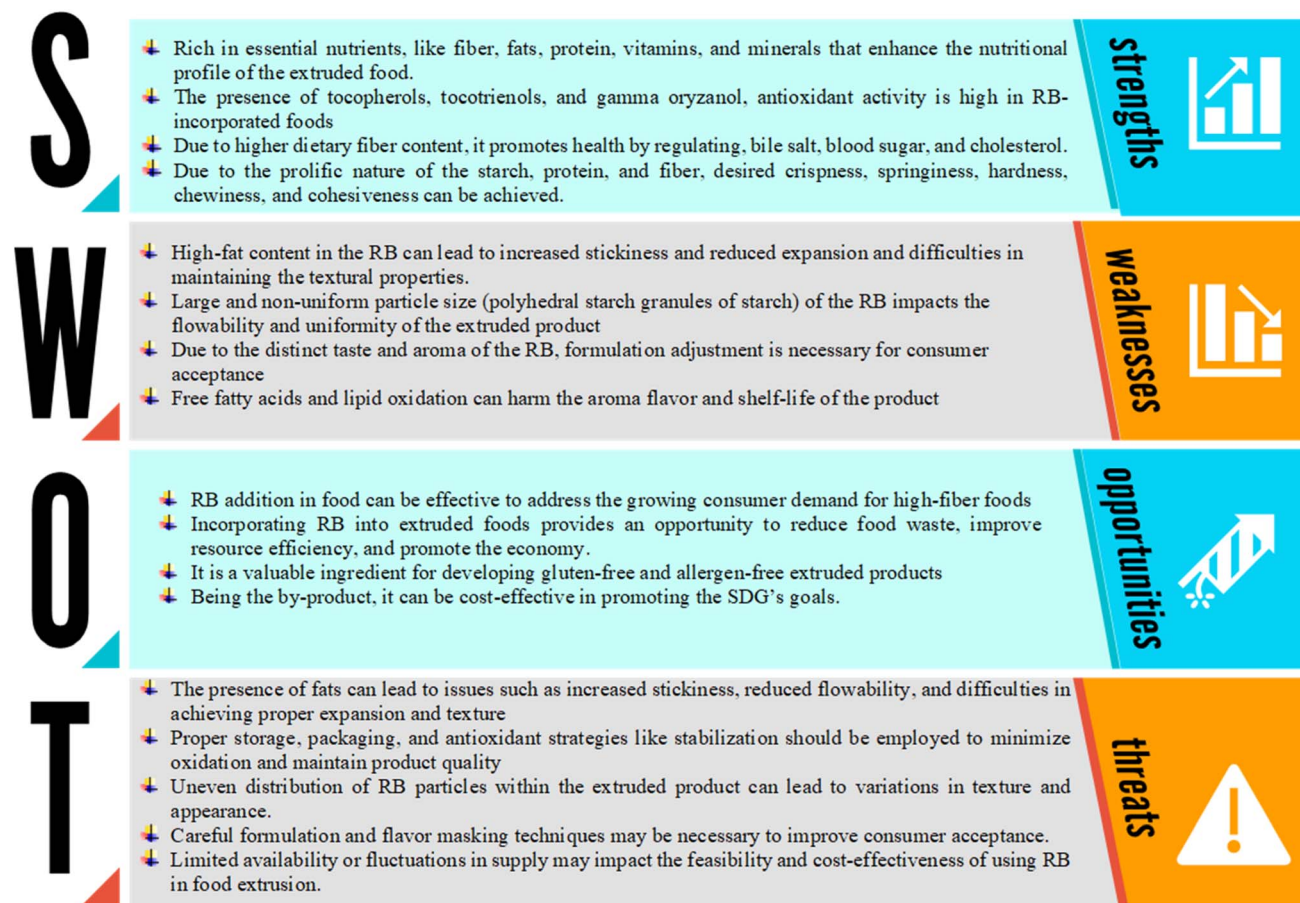 S
Rich in essential nutrients, like fiber, fats, protein, vitamins, and minerals that enhance the nutritional
profile of the extruded food.
The presence of tocopherols, tocotrienols, and gamma oryzanol, antioxidant activity is high in RB-
incorporated foods
Due to higher dietary fiber content, it promotes health by regulating, bile salt, blood sugar, and cholesterol.
Due to the prolific nature of the starch, protein, and fiber, desired crispness, springiness, hardness,
chewiness, and cohesiveness can be achieved.
strengths
W
High-fat content in the RB can lead to increased stickiness and reduced expansion and difficulties in
maintaining the textural properties.
Large and non-uniform particle size (polyhedral starch granules of starch) of the RB impacts the
flowability and uniformity of the extruded product
Due to the distinct taste and aroma of the RB, formulation adjustment is necessary for consumer
acceptance
Free fatty acids and lipid oxidation can harm the aroma flavor and shelf-life of the product
weaknesses
O
RB addition in food can be effective to address the growing consumer demand for high-fiber foods
Incorporating RB into extruded foods provides an opportunity to reduce food waste, improve
resource efficiency, and promote the economy.
It is a valuable ingredient for developing gluten-free and allergen-free extruded products
Being the by-product, it can be cost-effective in promoting the SDG's goals.
opportunities
T
The presence of fats can lead to issues such as increased stickiness, reduced flowability, and difficulties in
achieving proper expansion and texture
Proper storage, packaging, and antioxidant strategies like stabilization should be employed to minimize
oxidation and maintain product quality
Uneven distribution of RB particles within the extruded product can lead to variations in texture and
appearance.
Careful formulation and flavor masking techniques may be necessary to improve consumer acceptance.
Limited availability or fluctuations in supply may impact the feasibility and cost-effectiveness of using RB
in food extrusion.
threats